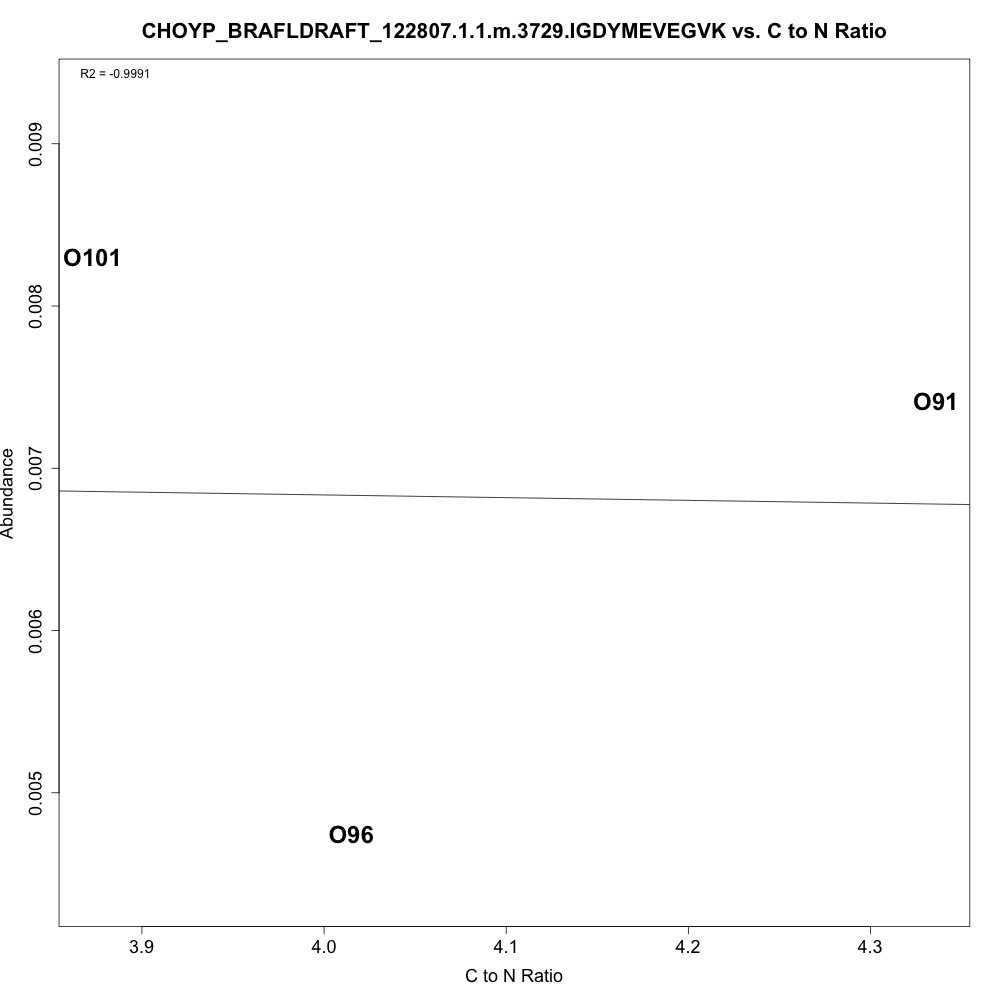 CHOYP_BRAFLDRAFT_122807.1.1.m.3729.IGDYMEVEGVK vs. C to N Ratio
R2 = -0.9991
0.009
O101
0.008
O91
0.007
Abundance
0.006
0.005
O96
3.9 4.0 4.1 4.2 4.3
C to N Ratio